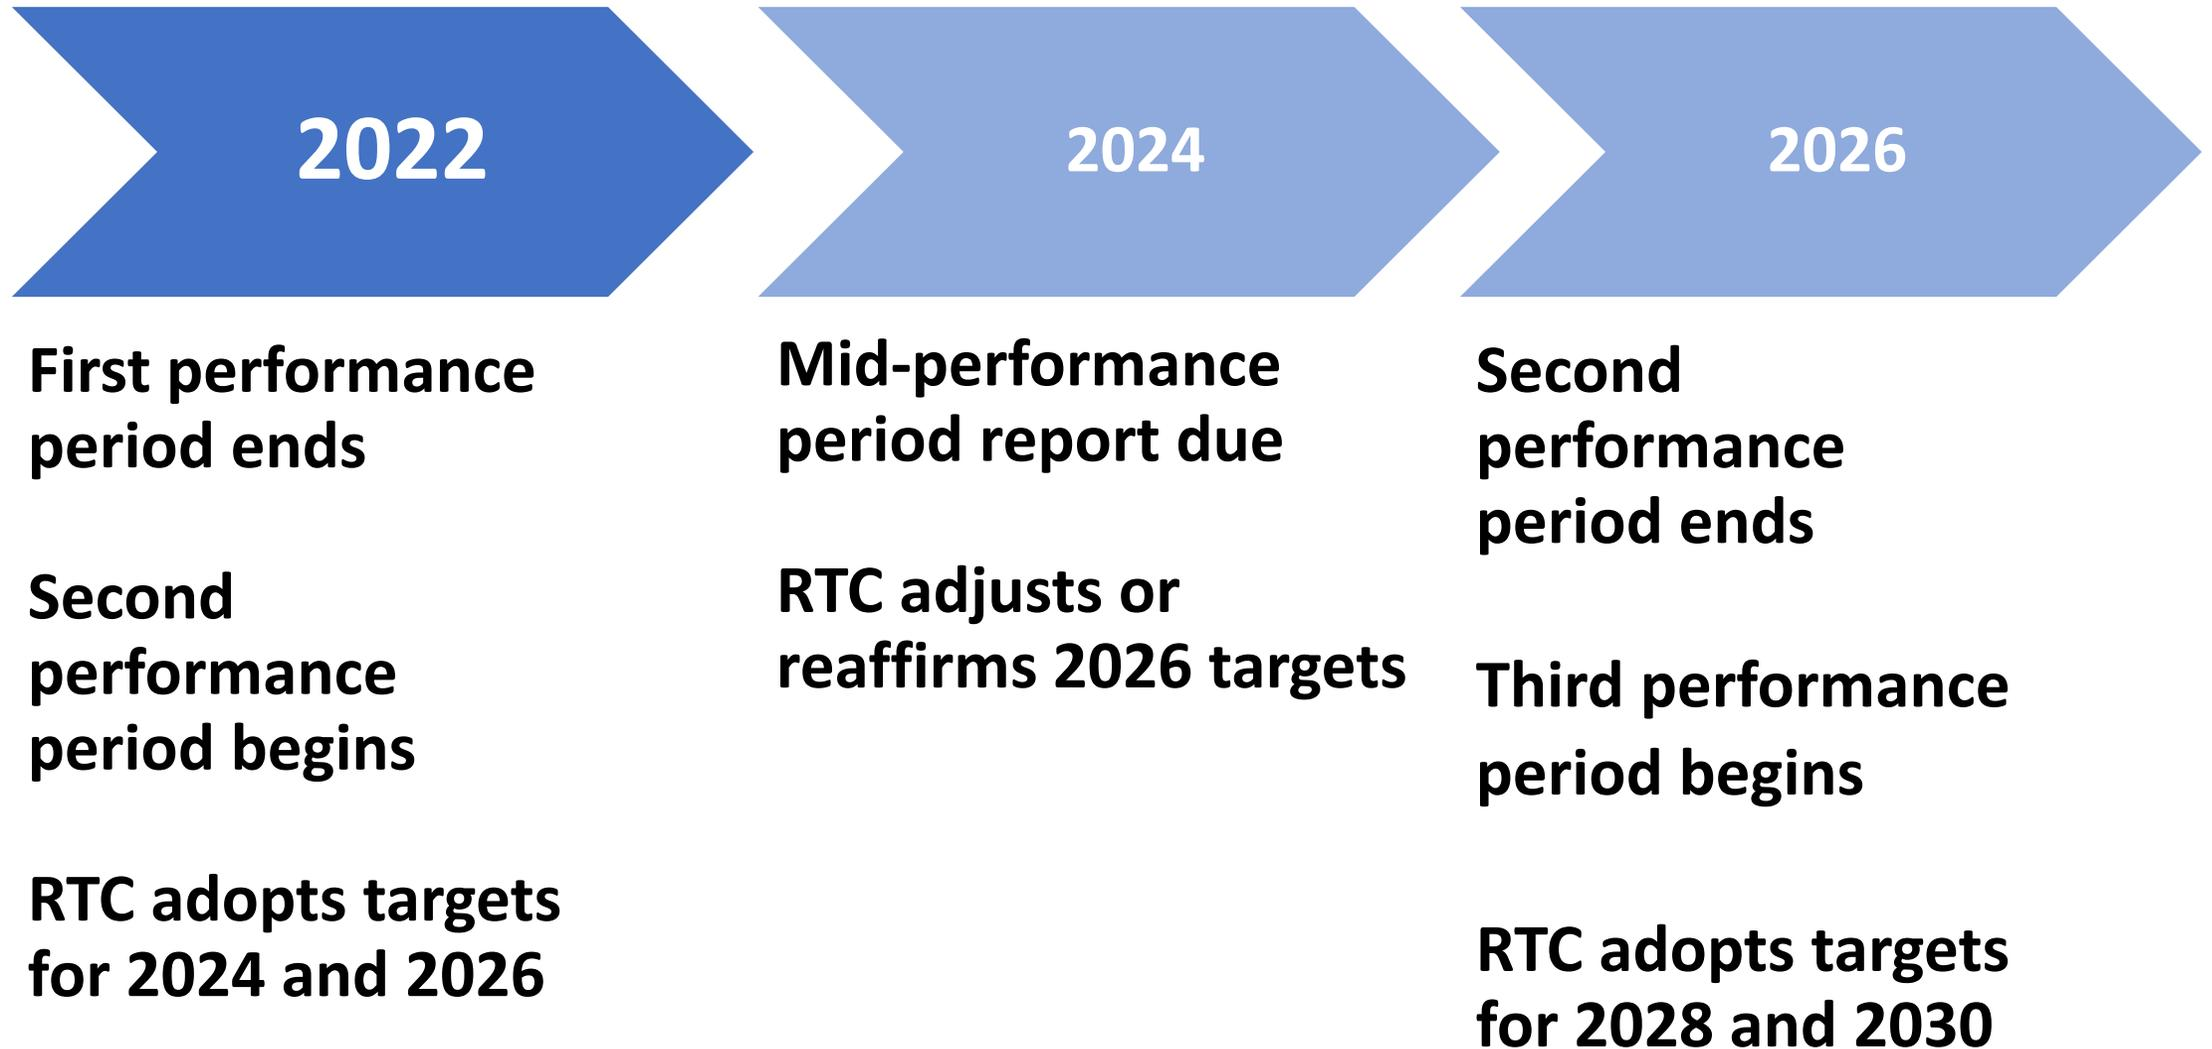 2022
First performance
period ends
Second
performance
period begins
RTC adopts targets
for 2024 and 2026
2024
Mid-performance
period report due
RTC adjusts or
reaffirms 2026 targets
2026
Second
performance
period ends
Third performance
period begins
RTC adopts targets
for 2028 and 2030